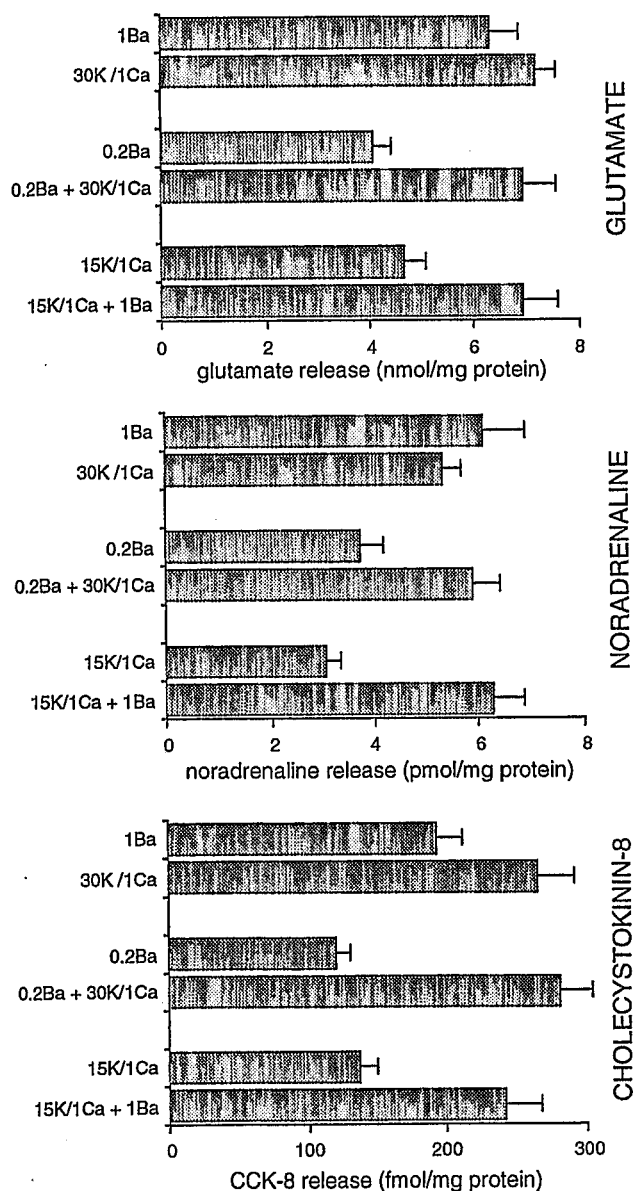 1Ba
30K /1Ca
0.2Ba
0.2Ba + 30K/1Ca
15K/1Ca
15K/1Ca + 1Ba
0 2 4 6 8
glutamate release (nmol/mg protein)
GLUTAMATE
1Ba
30K /1Ca
0.2Ba
0.2Ba + 30K/1Ca
15K/1Ca
15K/1Ca + 1Ba
0 2 4 6 8
noradrenaline release (pmol/mg protein)
NORADRENALINE
1Ba
30K /1Ca
0.2Ba
0.2Ba + 30K/1Ca
15K/1Ca
15K/1Ca + 1Ba
0 100 200 300
CCK-8 release (fmol/mg protein)
CHOLECYSTOKININ-8